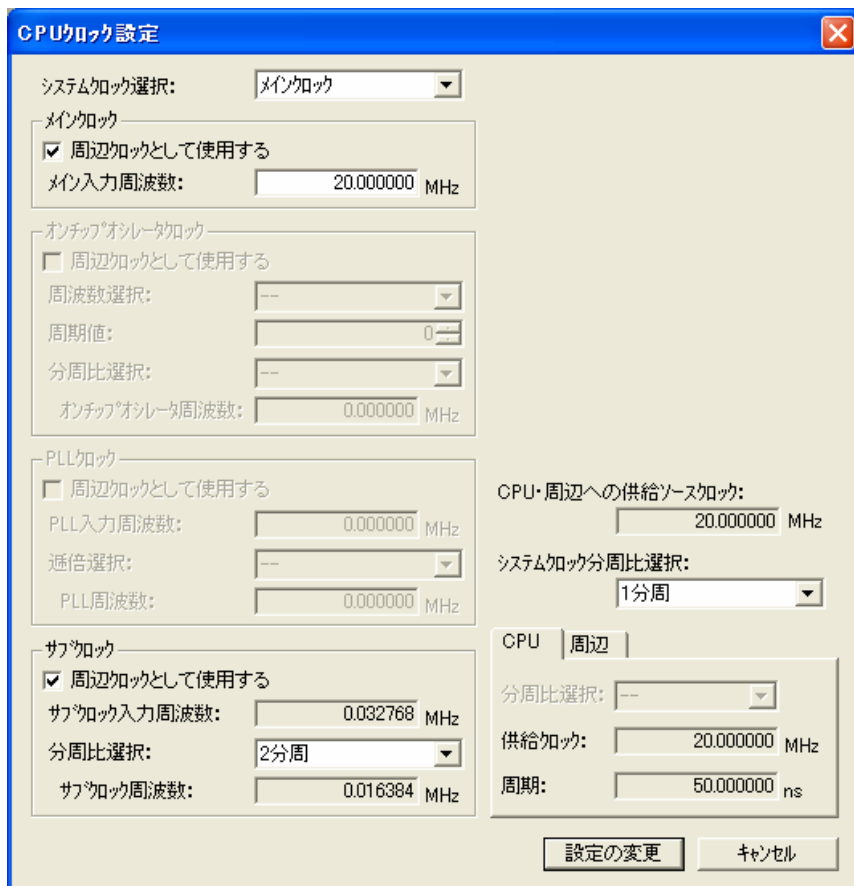 CPUｸﾛｯｸ設定
ｼｽﾃﾑｸﾛｯｸ選択: ﾒｲﾝｸﾛｯｸ
ﾒｲﾝｸﾛｯｸ
周辺ｸﾛｯｸとして使用する
ﾒｲﾝ入力周波数: 20.000000 MHz
ｵﾝﾁｯﾌﾟｵｼﾚｰﾀｸﾛｯｸ
周辺ｸﾛｯｸとして使用する
周波数選択: --
周期値: 0
分周比選択: --
ｵﾝﾁｯﾌﾟｵｼﾚｰﾀ周波数: 0.000000 MHz
PLLｸﾛｯｸ
周辺ｸﾛｯｸとして使用する
PLL入力周波数: 0.000000 MHz
逓倍選択: --
PLL周波数: 0.000000 MHz
ｻﾌﾞｸﾛｯｸ
周辺ｸﾛｯｸとして使用する
ｻﾌﾞｸﾛｯｸ入力周波数: 0.032768 MHz
分周比選択: 2分周
ｻﾌﾞｸﾛｯｸ周波数: 0.016384 MHz
CPU･周辺への供給ｿｰｽｸﾛｯｸ:
20.000000 MHz
ｼｽﾃﾑｸﾛｯｸ分周比選択:
1分周
CPU 周辺
分周比選択: --
供給ｸﾛｯｸ: 20.000000 MHz
周期: 50.000000 ns
設定の変更 ｷｬﾝｾﾙ